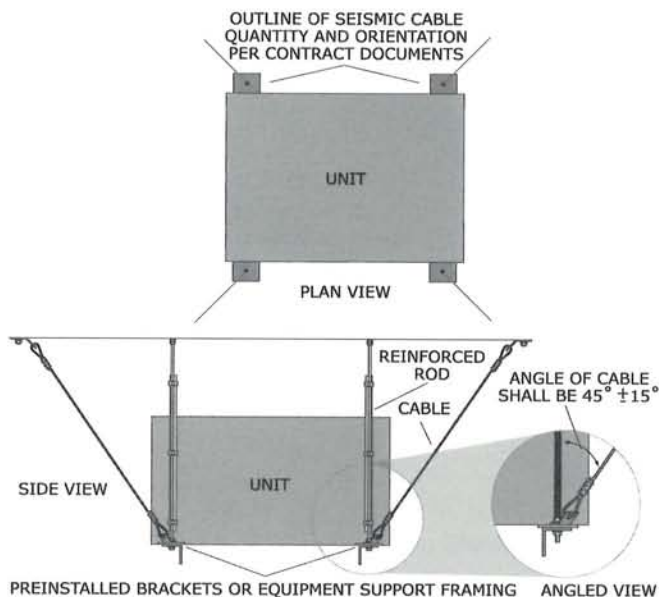 OUTLINE OF SEISMIC CABLE
QUANTITY AND ORIENTATION
PER CONTRACT DOCUMENTS
UNIT
PLAN VIEW
REINFORCED
ROD
CABLE
ANGLE OF CABLE
SHALL BE 45° ±15°
SIDE VIEW
UNIT
PREINSTALLED BRACKETS OR EQUIPMENT SUPPORT FRAMING
ANGLED VIEW